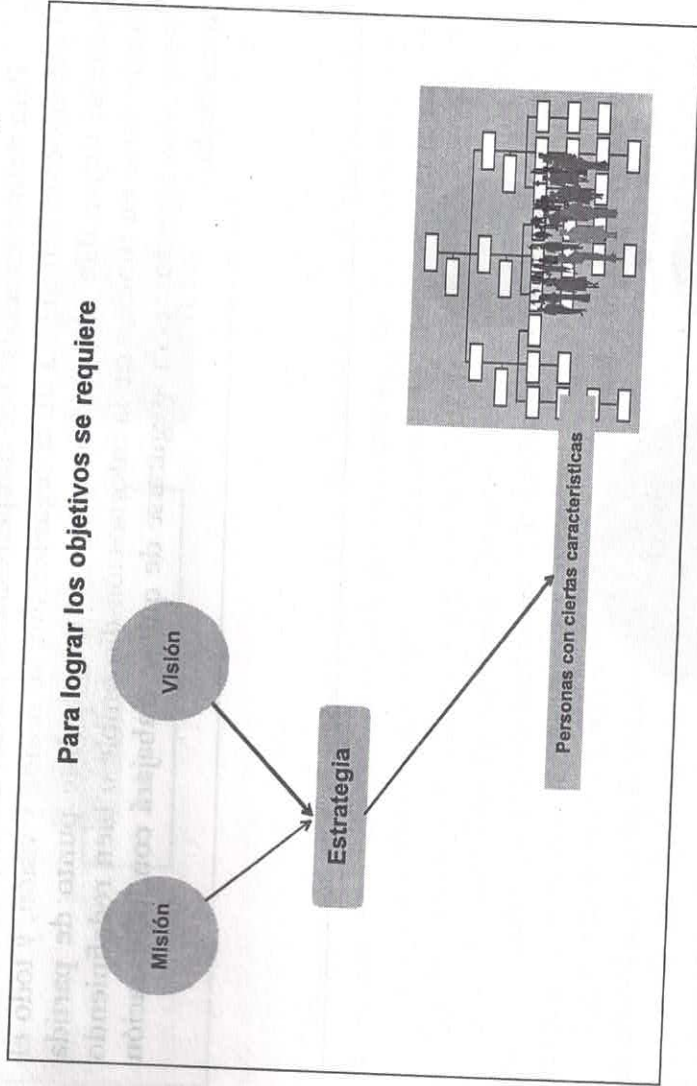 Para lograr los objetivos se requiere
Misión
Visión
Estrategia
Personas con ciertas características